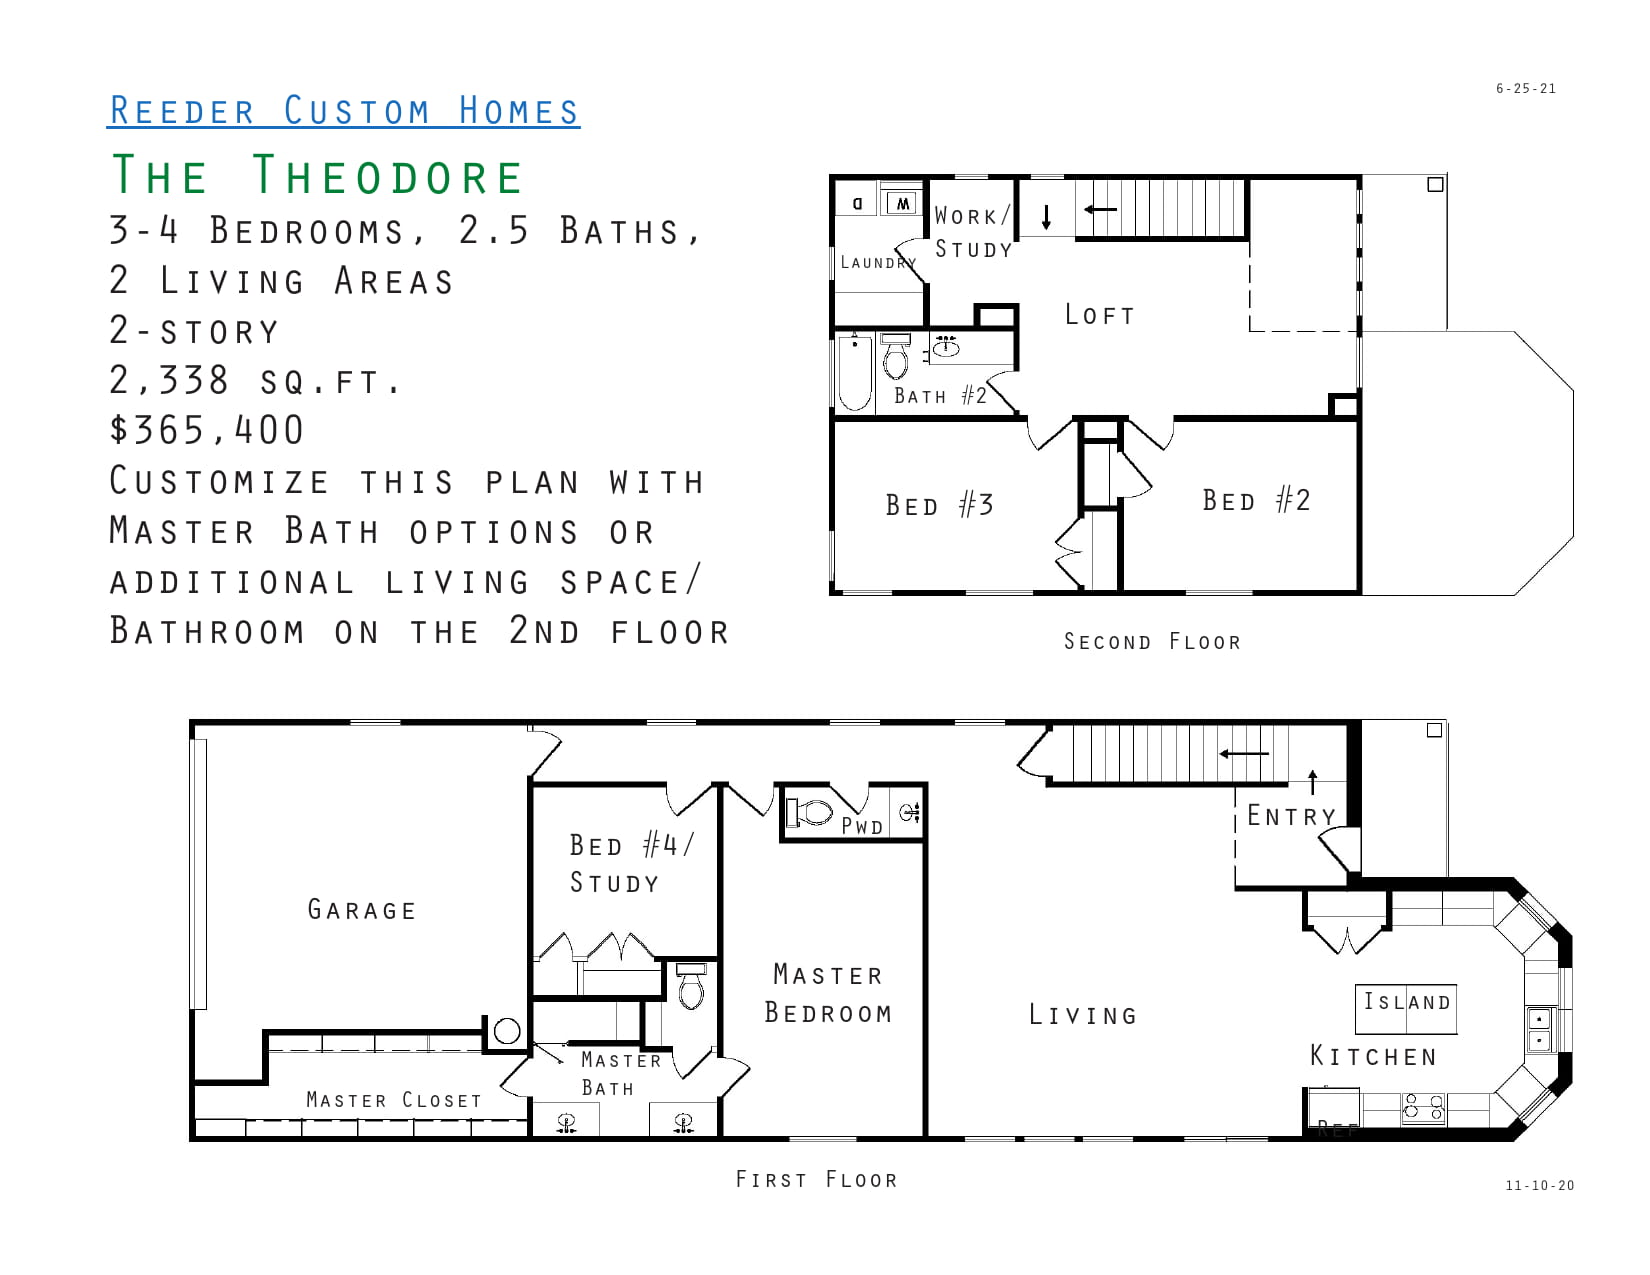 6-25-21
Reeder Custom Homes
The Theodore
3-4 Bedrooms, 2.5 Baths,
2 Living Areas
2-story
2,338 sq.ft.
$365,400
Customize this plan with
Master Bath options or
additional living space/
Bathroom on the 2nd floor
D
W
Work/
Study
Laundry
Loft
Bath #2
Bed #3
Bed #2
Second Floor
Entry
Pwd
Bed #4/
Study
Garage
Master
Bedroom
Living
Island
Kitchen
Master
Bath
Master Closet
Ref
First Floor
11-10-20